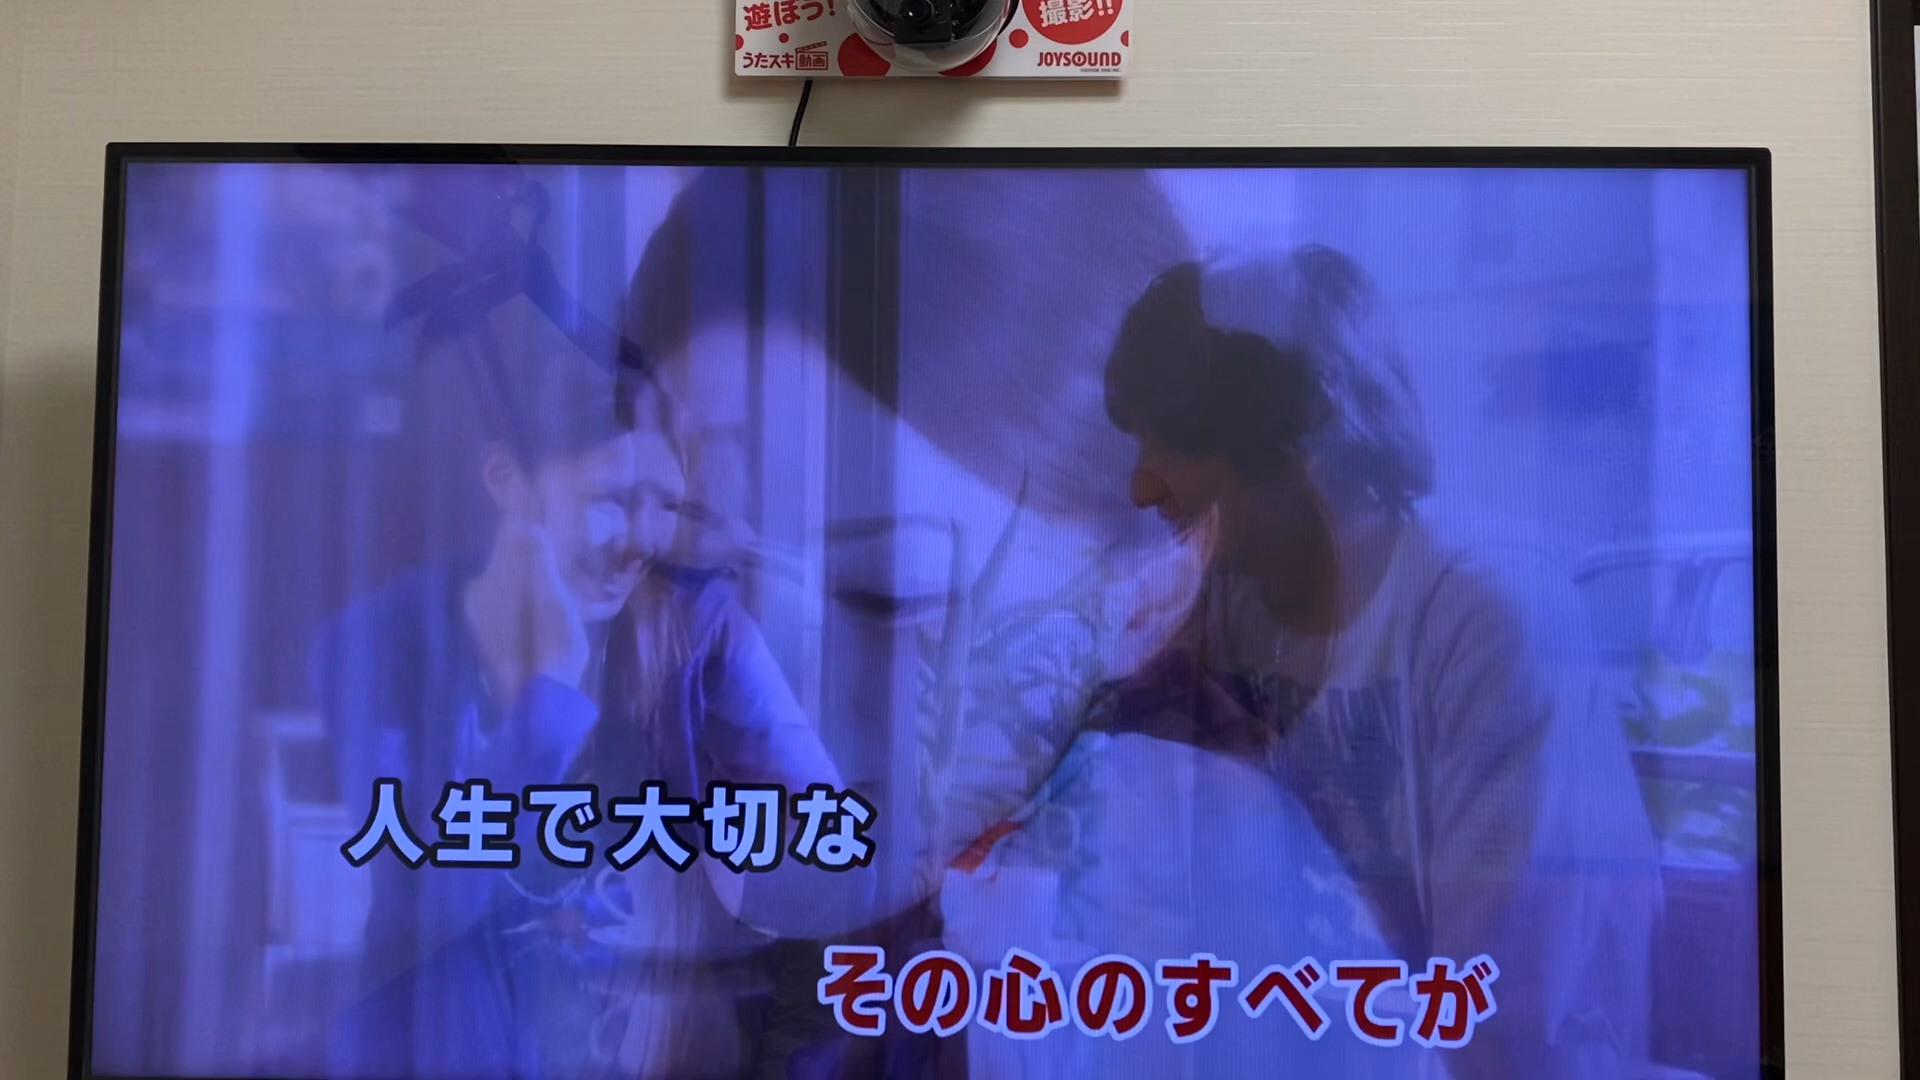 遊ぼう!
撮影!!
うたスキ動画
JOYSOUND
人生で大切な
その心のすべてが